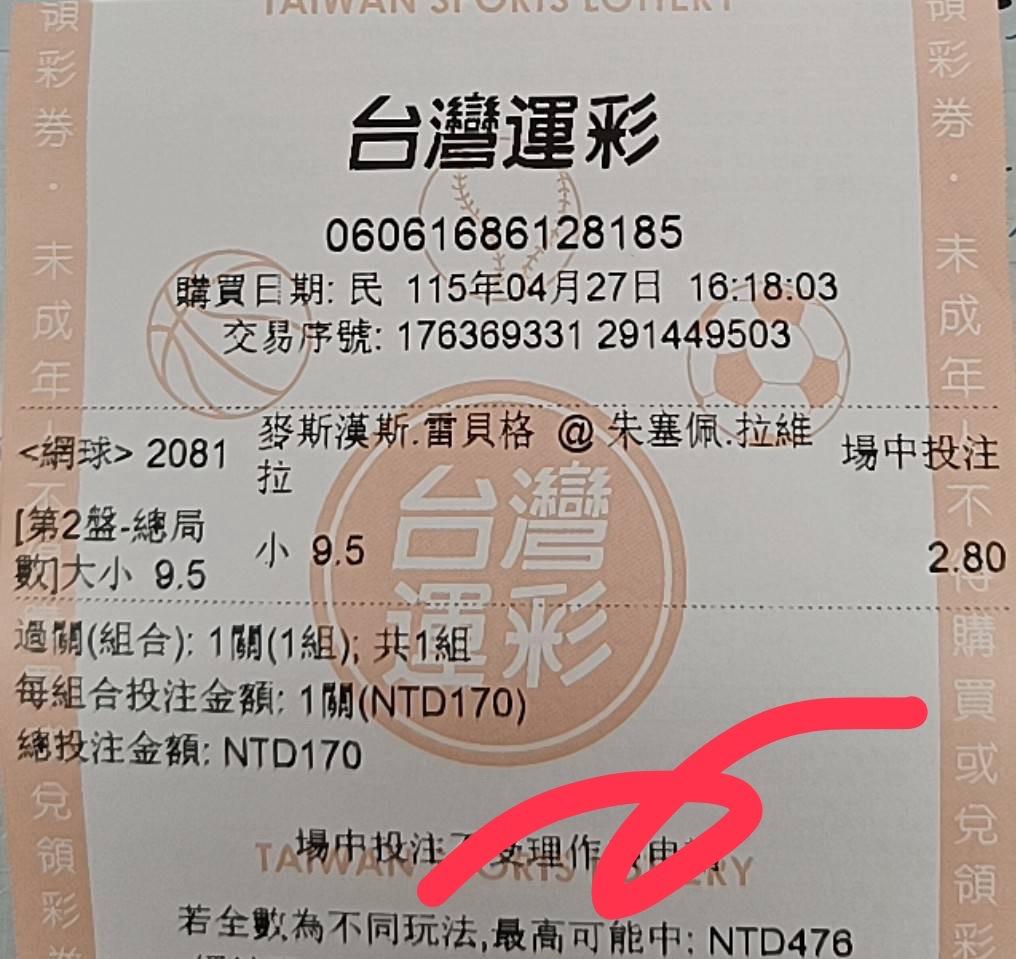 TAIWAN SPORTS LOTTERY
台灣運彩
06061686128185
購買日期: 民 115年04月27日 16:18:03
交易序號: 176369331 291449503
<網球> 2081 麥斯漢斯.雷貝格 @ 朱塞佩.拉維拉 場中投注
[第2盤-總局數]大小 9.5 小 9.5 2.80
台灣運彩
過關(組合): 1關(1組); 共1組
每組合投注金額: 1關(NTD170)
總投注金額: NTD170
場中投注不受理作
TAIWAN SPORTS LOTTERY
若全數為不同玩法,最高可能中: NTD476
領彩券．未成年
兌領彩券
領彩券．未成年人不得購買或兌領彩